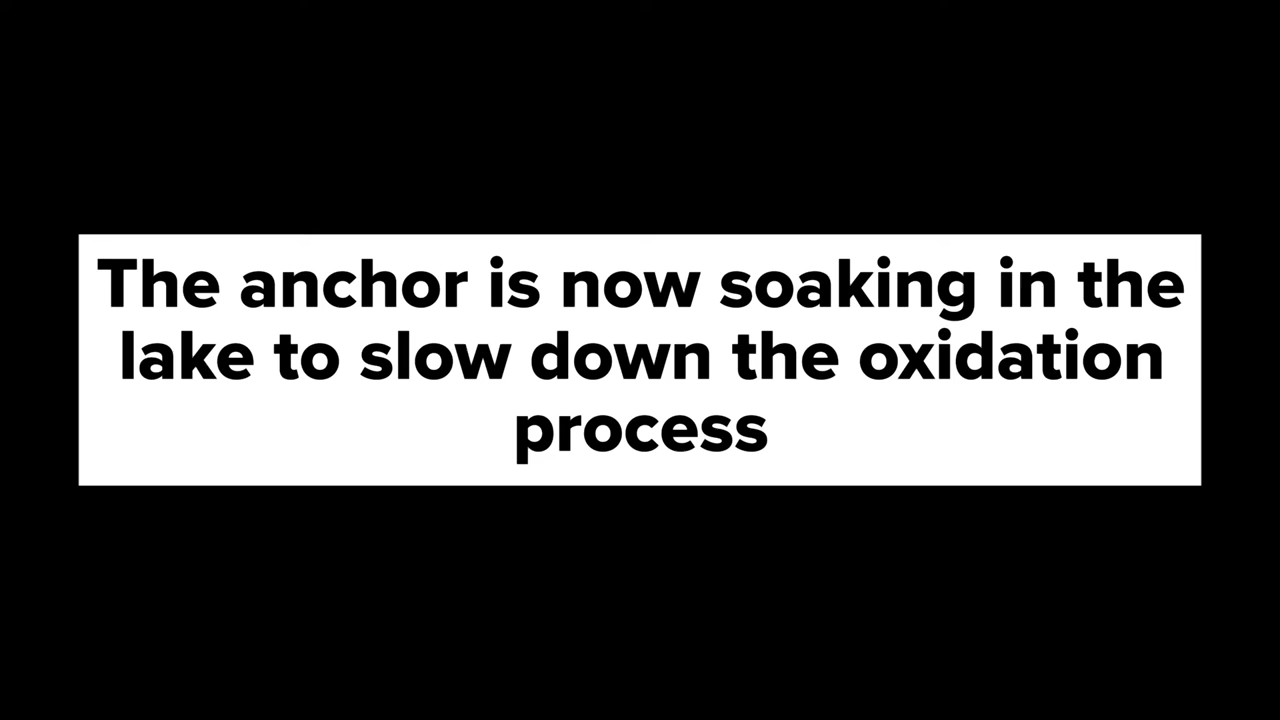 The anchor is now soaking in the
lake to slow down the oxidation
process